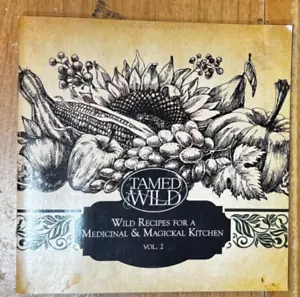 TAMED
WILD
WILD RECIPES FOR A
MEDICINAL & MAGICKAL KITCHEN
VOL. 2